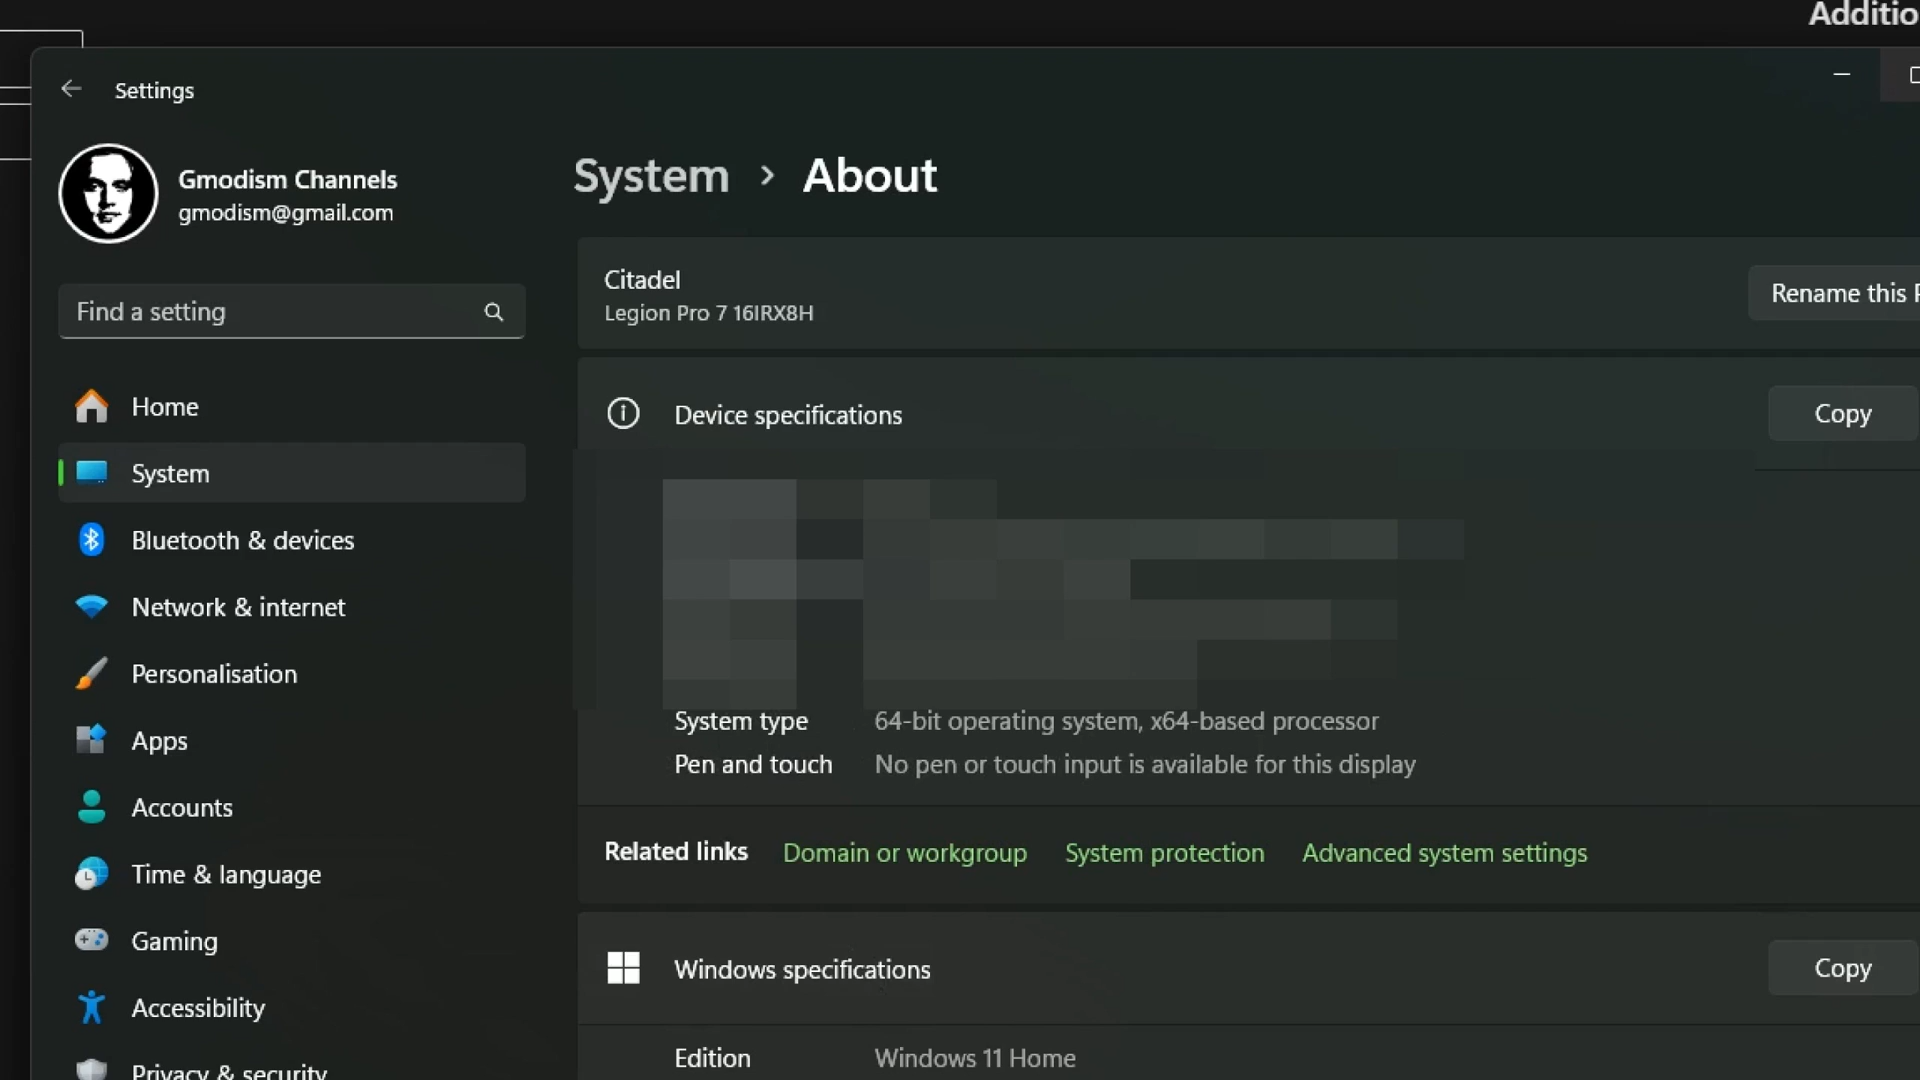 Additio
Settings
Gmodism Channels
gmodism@gmail.com
System > About
Citadel
Legion Pro 7 16IRX8H
Rename this P
Find a setting
Device specifications
Copy
Home
System
Bluetooth & devices
Network & internet
Personalisation
Apps
Accounts
Time & language
Gaming
Accessibility
Privacy & security
System type 64-bit operating system, x64-based processor
Pen and touch No pen or touch input is available for this display
Related links Domain or workgroup System protection Advanced system settings
Windows specifications
Copy
Edition Windows 11 Home